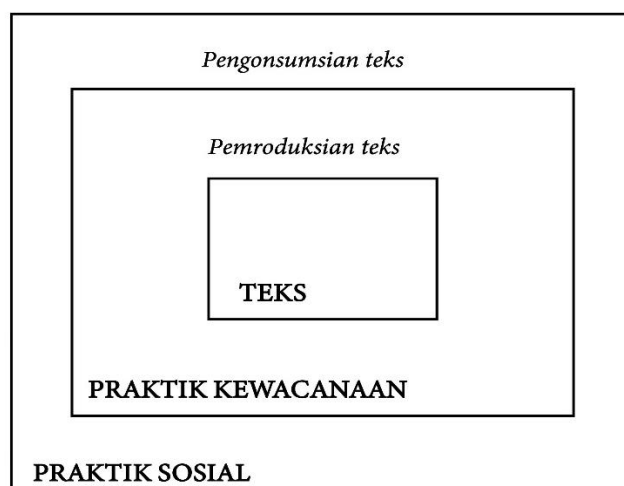 Pengonsumsian teks
Pemroduksian teks
TEKS
PRAKTIK KEWACANAAN
PRAKTIK SOSIAL